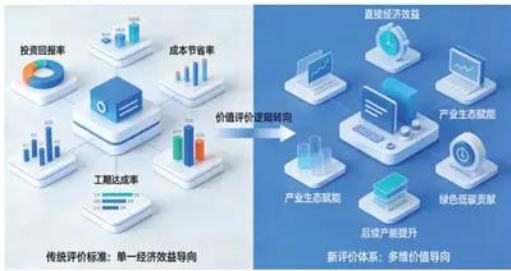 投资回报率
成本节省率
工期达成率
传统评价标准：单一经济效益导向
价值评价逻辑转向
直接经济效益
产业生态赋能
产业生态赋能
绿色低碳贡献
后续产能提升
新评价体系：多维价值导向